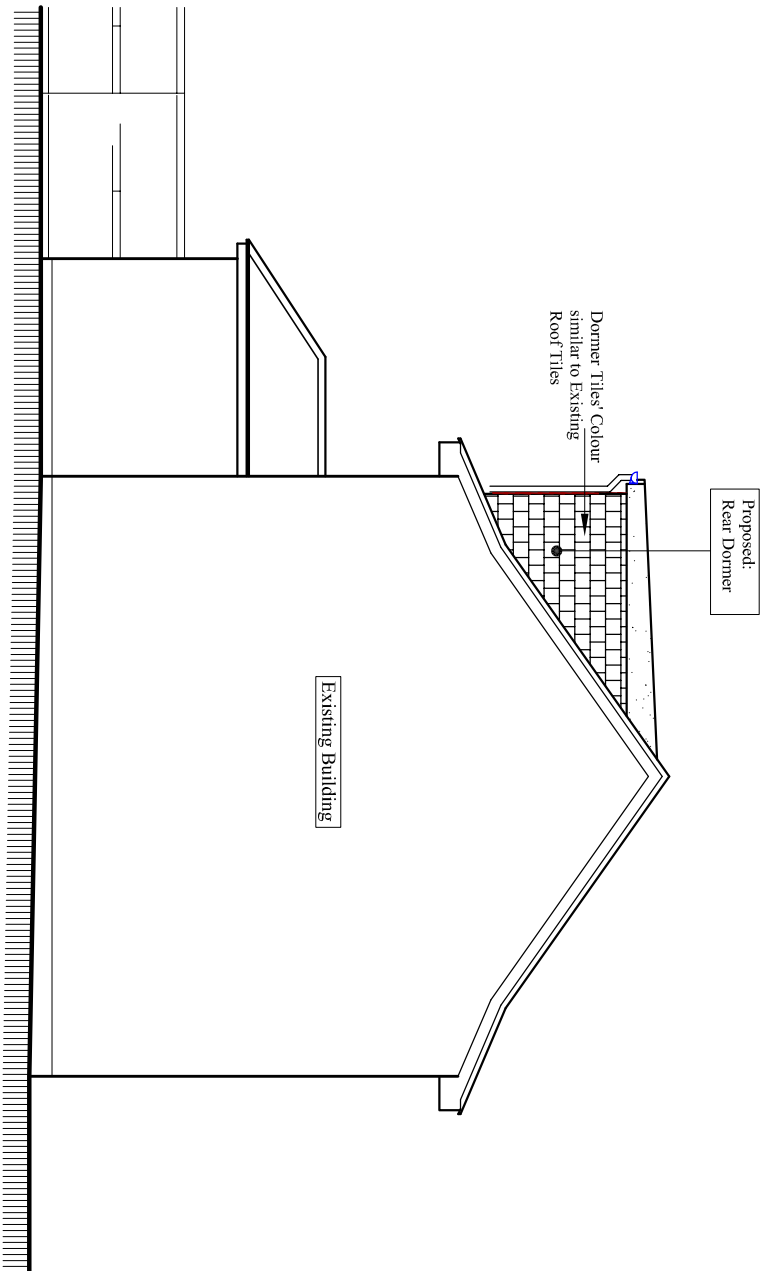 Proposed:
Rear Dormer
Dormer Tiles' Colour
similar to Existing
Roof Tiles
Existing Building